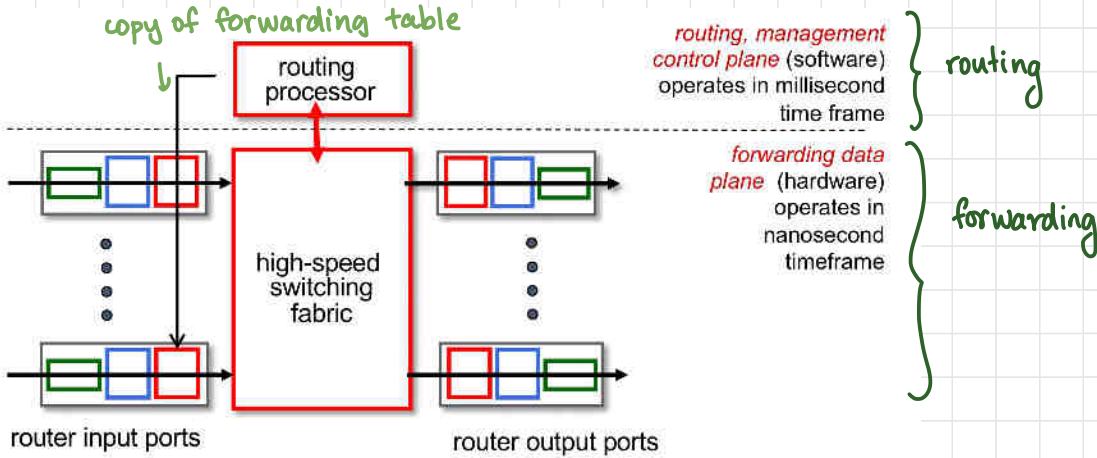 copy of forwarding table
routing
processor
routing, management
control plane (software)
operates in millisecond
time frame
routing
forwarding data
plane (hardware)
operates in
nanosecond
timeframe
forwarding
high-speed
switching
fabric
router input ports
router output ports